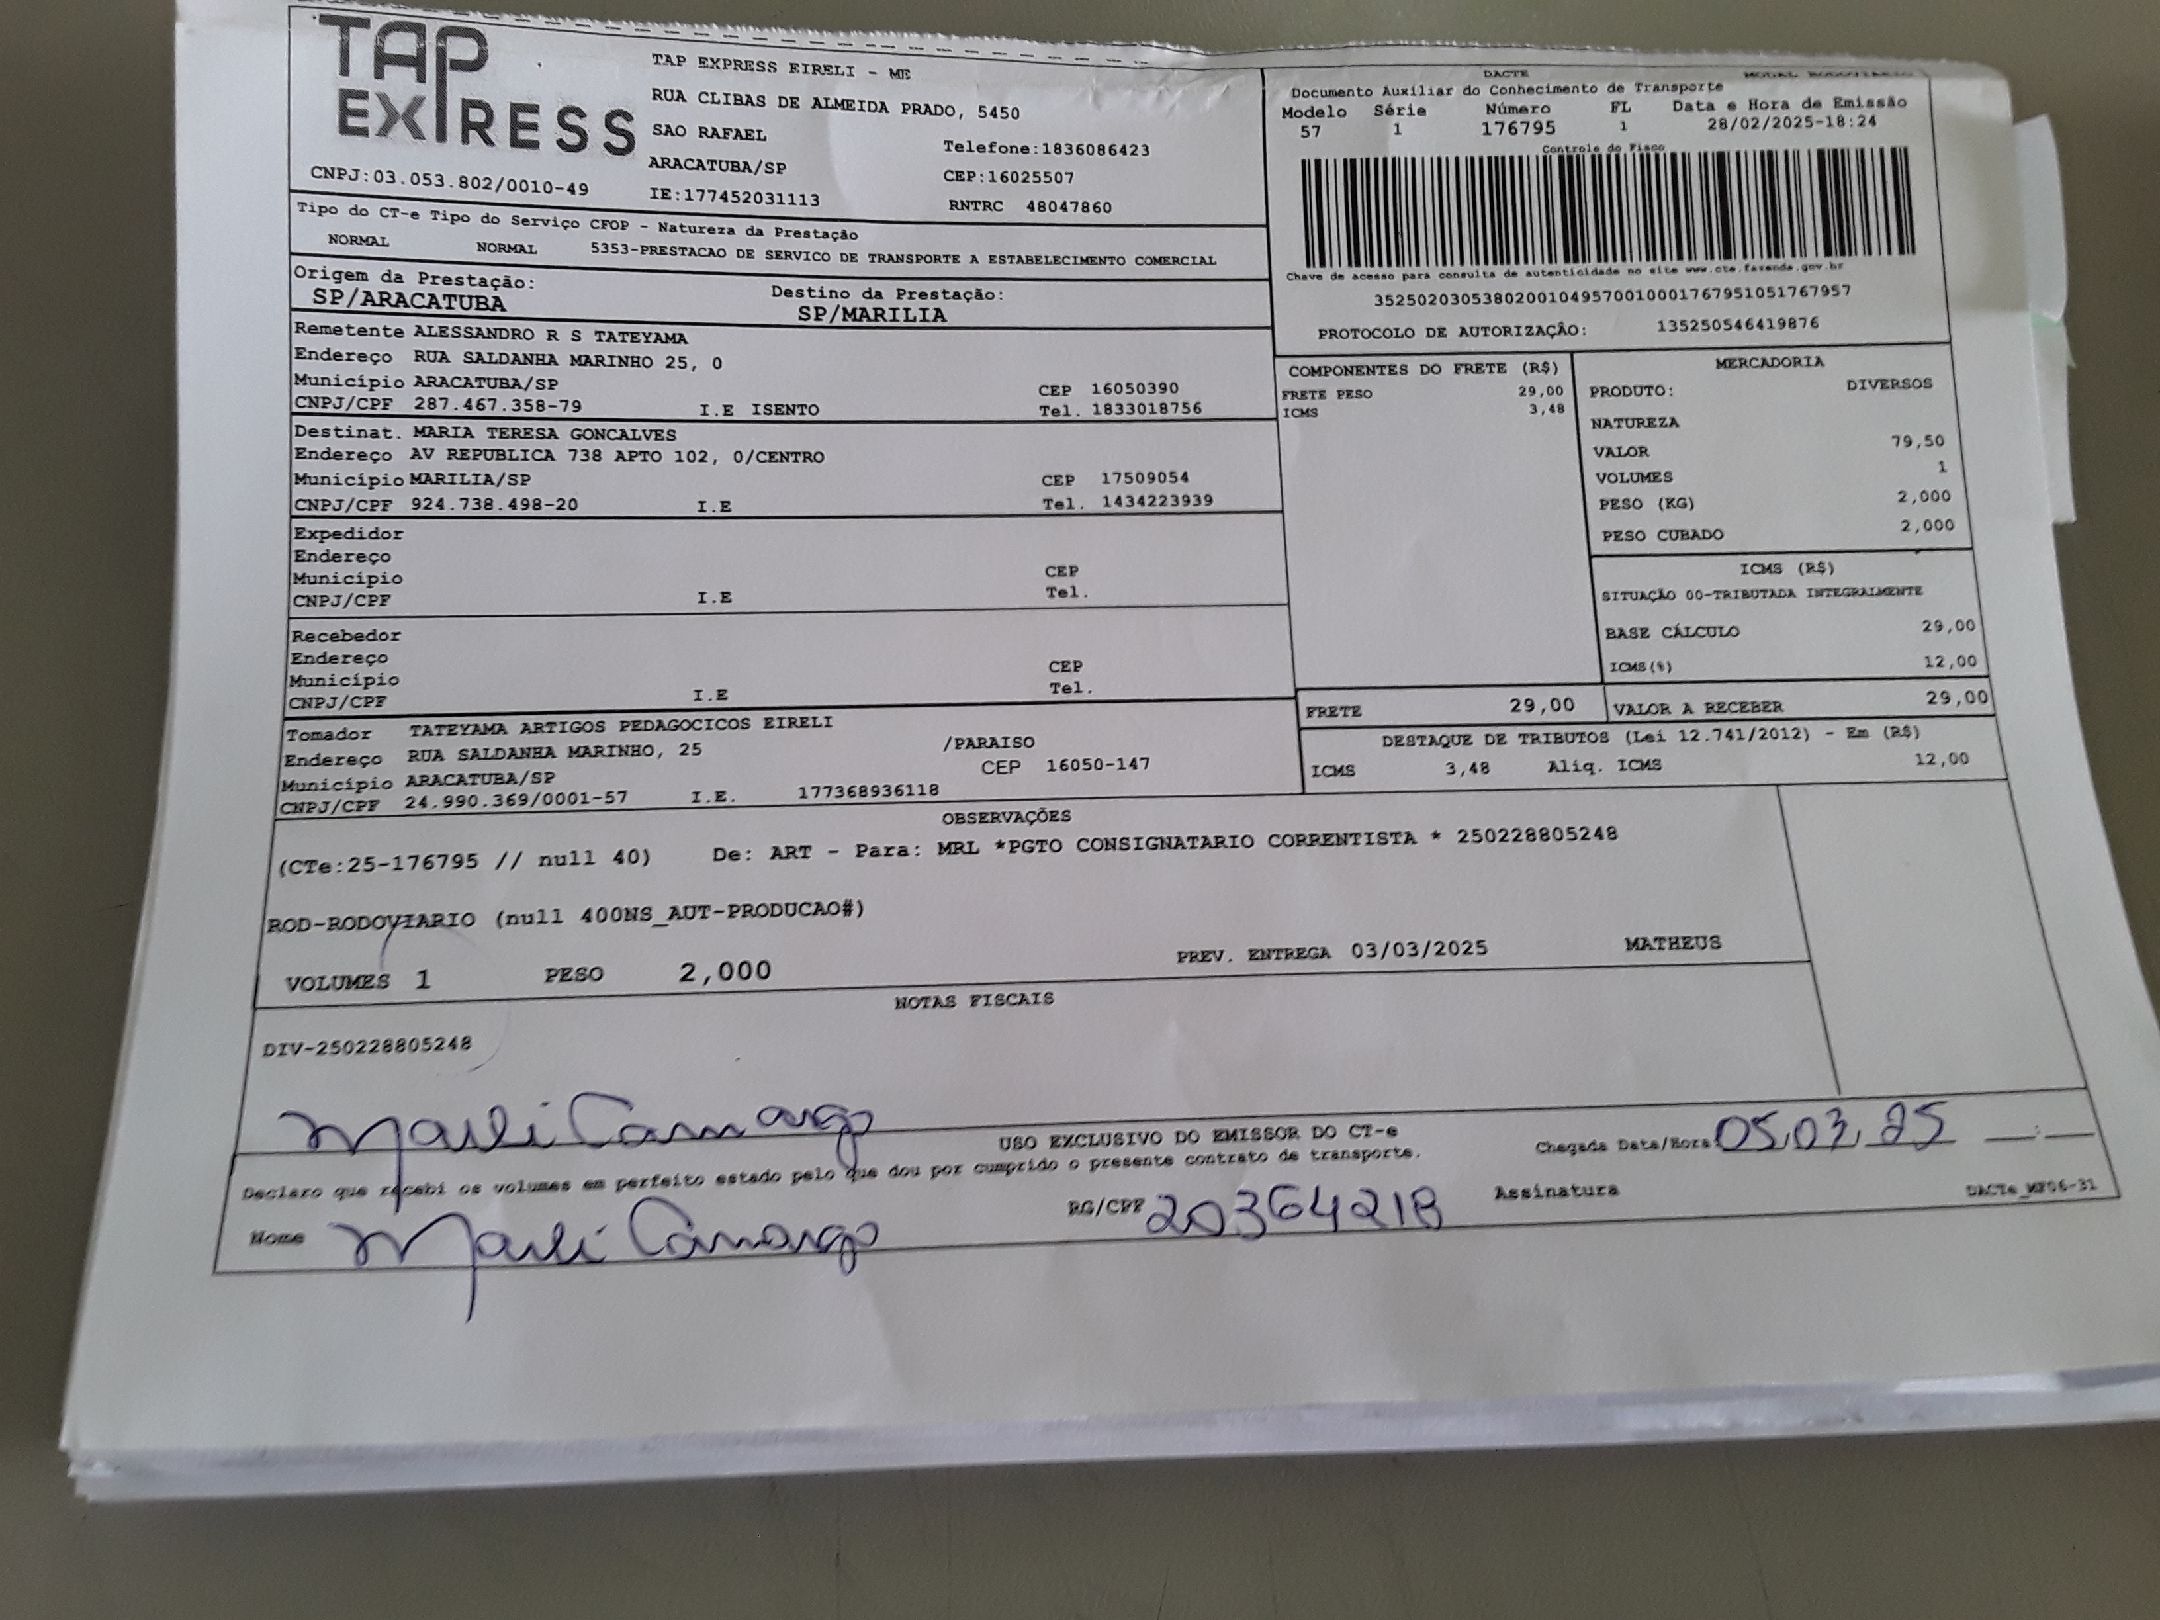 TAP
EXPRESS
TAP EXPRESS EIRELI - ME
RUA CLIBAS DE ALMEIDA PRADO, 5450
SAO RAFAEL
Telefone:1836086423
ARACATUBA/SP
CEP:16025507
CNPJ:03.053.802/0010-49
IE:177452031113
RNTRC 48047860
DACTE MODAL RODOVIARIO
Documento Auxiliar do Conhecimento de Transporte
Modelo Série Número FL Data e Hora de Emissão
57 1 176795 1 28/02/2025-18:24
Controle do Fisco
Chave de acesso para consulta de autenticidade no site www.cte.fazenda.gov.br
35250203053802001049570010001767951051767957
PROTOCOLO DE AUTORIZAÇÂO: 135250546419876
Tipo do CT-e Tipo do Serviço CFOP - Natureza da Prestação
NORMAL NORMAL 5353-PRESTACAO DE SERVICO DE TRANSPORTE A ESTABELECIMENTO COMERCIAL
Origem da Prestação: Destino da Prestação:
SP/ARACATUBA SP/MARILIA
Remetente ALESSANDRO R S TATEYAMA
Endereço RUA SALDANHA MARINHO 25, 0
Município ARACATUBA/SP CEP 16050390
CNPJ/CPF 287.467.358-79 I.E ISENTO Tel. 1833018756
Destinat. MARIA TERESA GONCALVES
Endereço AV REPUBLICA 738 APTO 102, 0/CENTRO
Município MARILIA/SP CEP 17509054
CNPJ/CPF 924.738.498-20 I.E Tel. 1434223939
Expedidor
Endereço
Município CEP
CNPJ/CPF I.E Tel.
Recebedor
Endereço
Município CEP
CNPJ/CPF I.E Tel.
Tomador TATEYAMA ARTIGOS PEDAGOCICOS EIRELI
Endereço RUA SALDANHA MARINHO, 25 /PARAISO
Município ARACATUBA/SP CEP 16050-147
CNPJ/CPF 24.990.369/0001-57 I.E. 177368936118
COMPONENTES DO FRETE (R$)
FRETE PESO 29,00
ICMS 3,48
MERCADORIA
PRODUTO: DIVERSOS
NATUREZA
VALOR 79,50
VOLUMES 1
PESO (KG) 2,000
PESO CUBADO 2,000
ICMS (R$)
SITUAÇÃO 00-TRIBUTADA INTEGRALMENTE
BASE CÁLCULO 29,00
ICMS(%) 12,00
FRETE 29,00 VALOR A RECEBER 29,00
DESTAQUE DE TRIBUTOS (Lei 12.741/2012) - Em (R$)
ICMS 3,48 Aliq. ICMS 12,00
OBSERVAÇÕES
(CTe:25-176795 // null 40) De: ART - Para: MRL *PGTO CONSIGNATARIO CORRENTISTA * 250228805248
ROD-RODOVIARIO (null 400NS_AUT-PRODUCAO#)
VOLUMES 1 PESO 2,000 PREV. ENTREGA 03/03/2025 MATHEUS
NOTAS FISCAIS
DIV-250228805248
Marli Camargo
USO EXCLUSIVO DO EMISSOR DO CT-e
Chegada Data/Hora 05,03,25 __:__
Declaro que recebi os volumes em perfeito estado pelo que dou por cumprido o presente contrato de transporte.
Nome Marli Camargo RG/CPF 20364218 Assinatura
DACTe_MF06-31